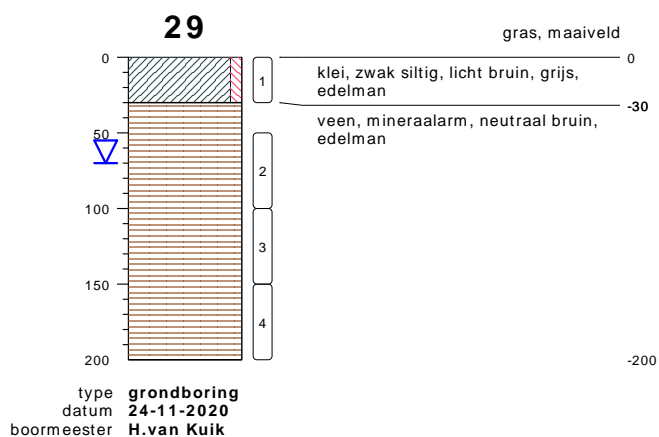 29
gras, maaiveld
0
0
klei, zwak siltig, licht bruin, grijs,
edelman
1
-30
veen, mineraalarm, neutraal bruin,
edelman
50
2
100
3
150
4
200
-200
type grondboring
datum 24-11-2020
boormeester H.van Kuik